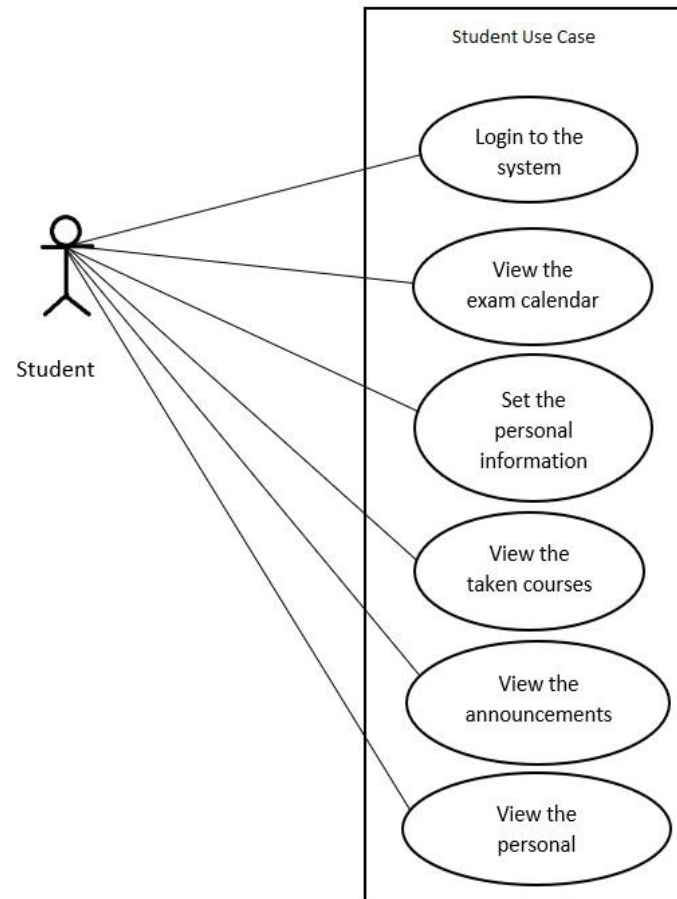 Student Use Case
Login to the
system
View the
exam calendar
Student
Set the
personal
information
View the
taken courses
View the
announcements
View the
personal